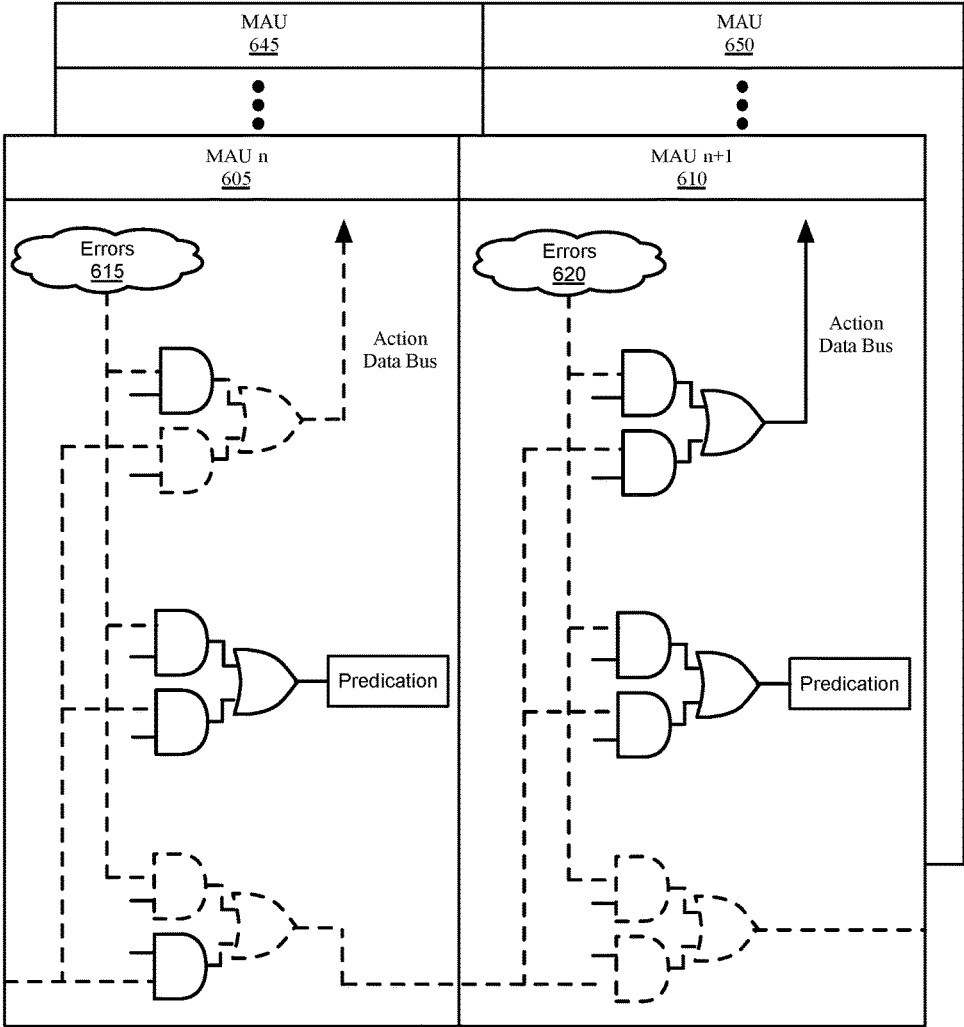 MAU
645
MAU
650
MAU n
605
MAU n+1
610
Errors
615
Action
Data Bus
Errors
620
Action
Data Bus
Predication
Predication